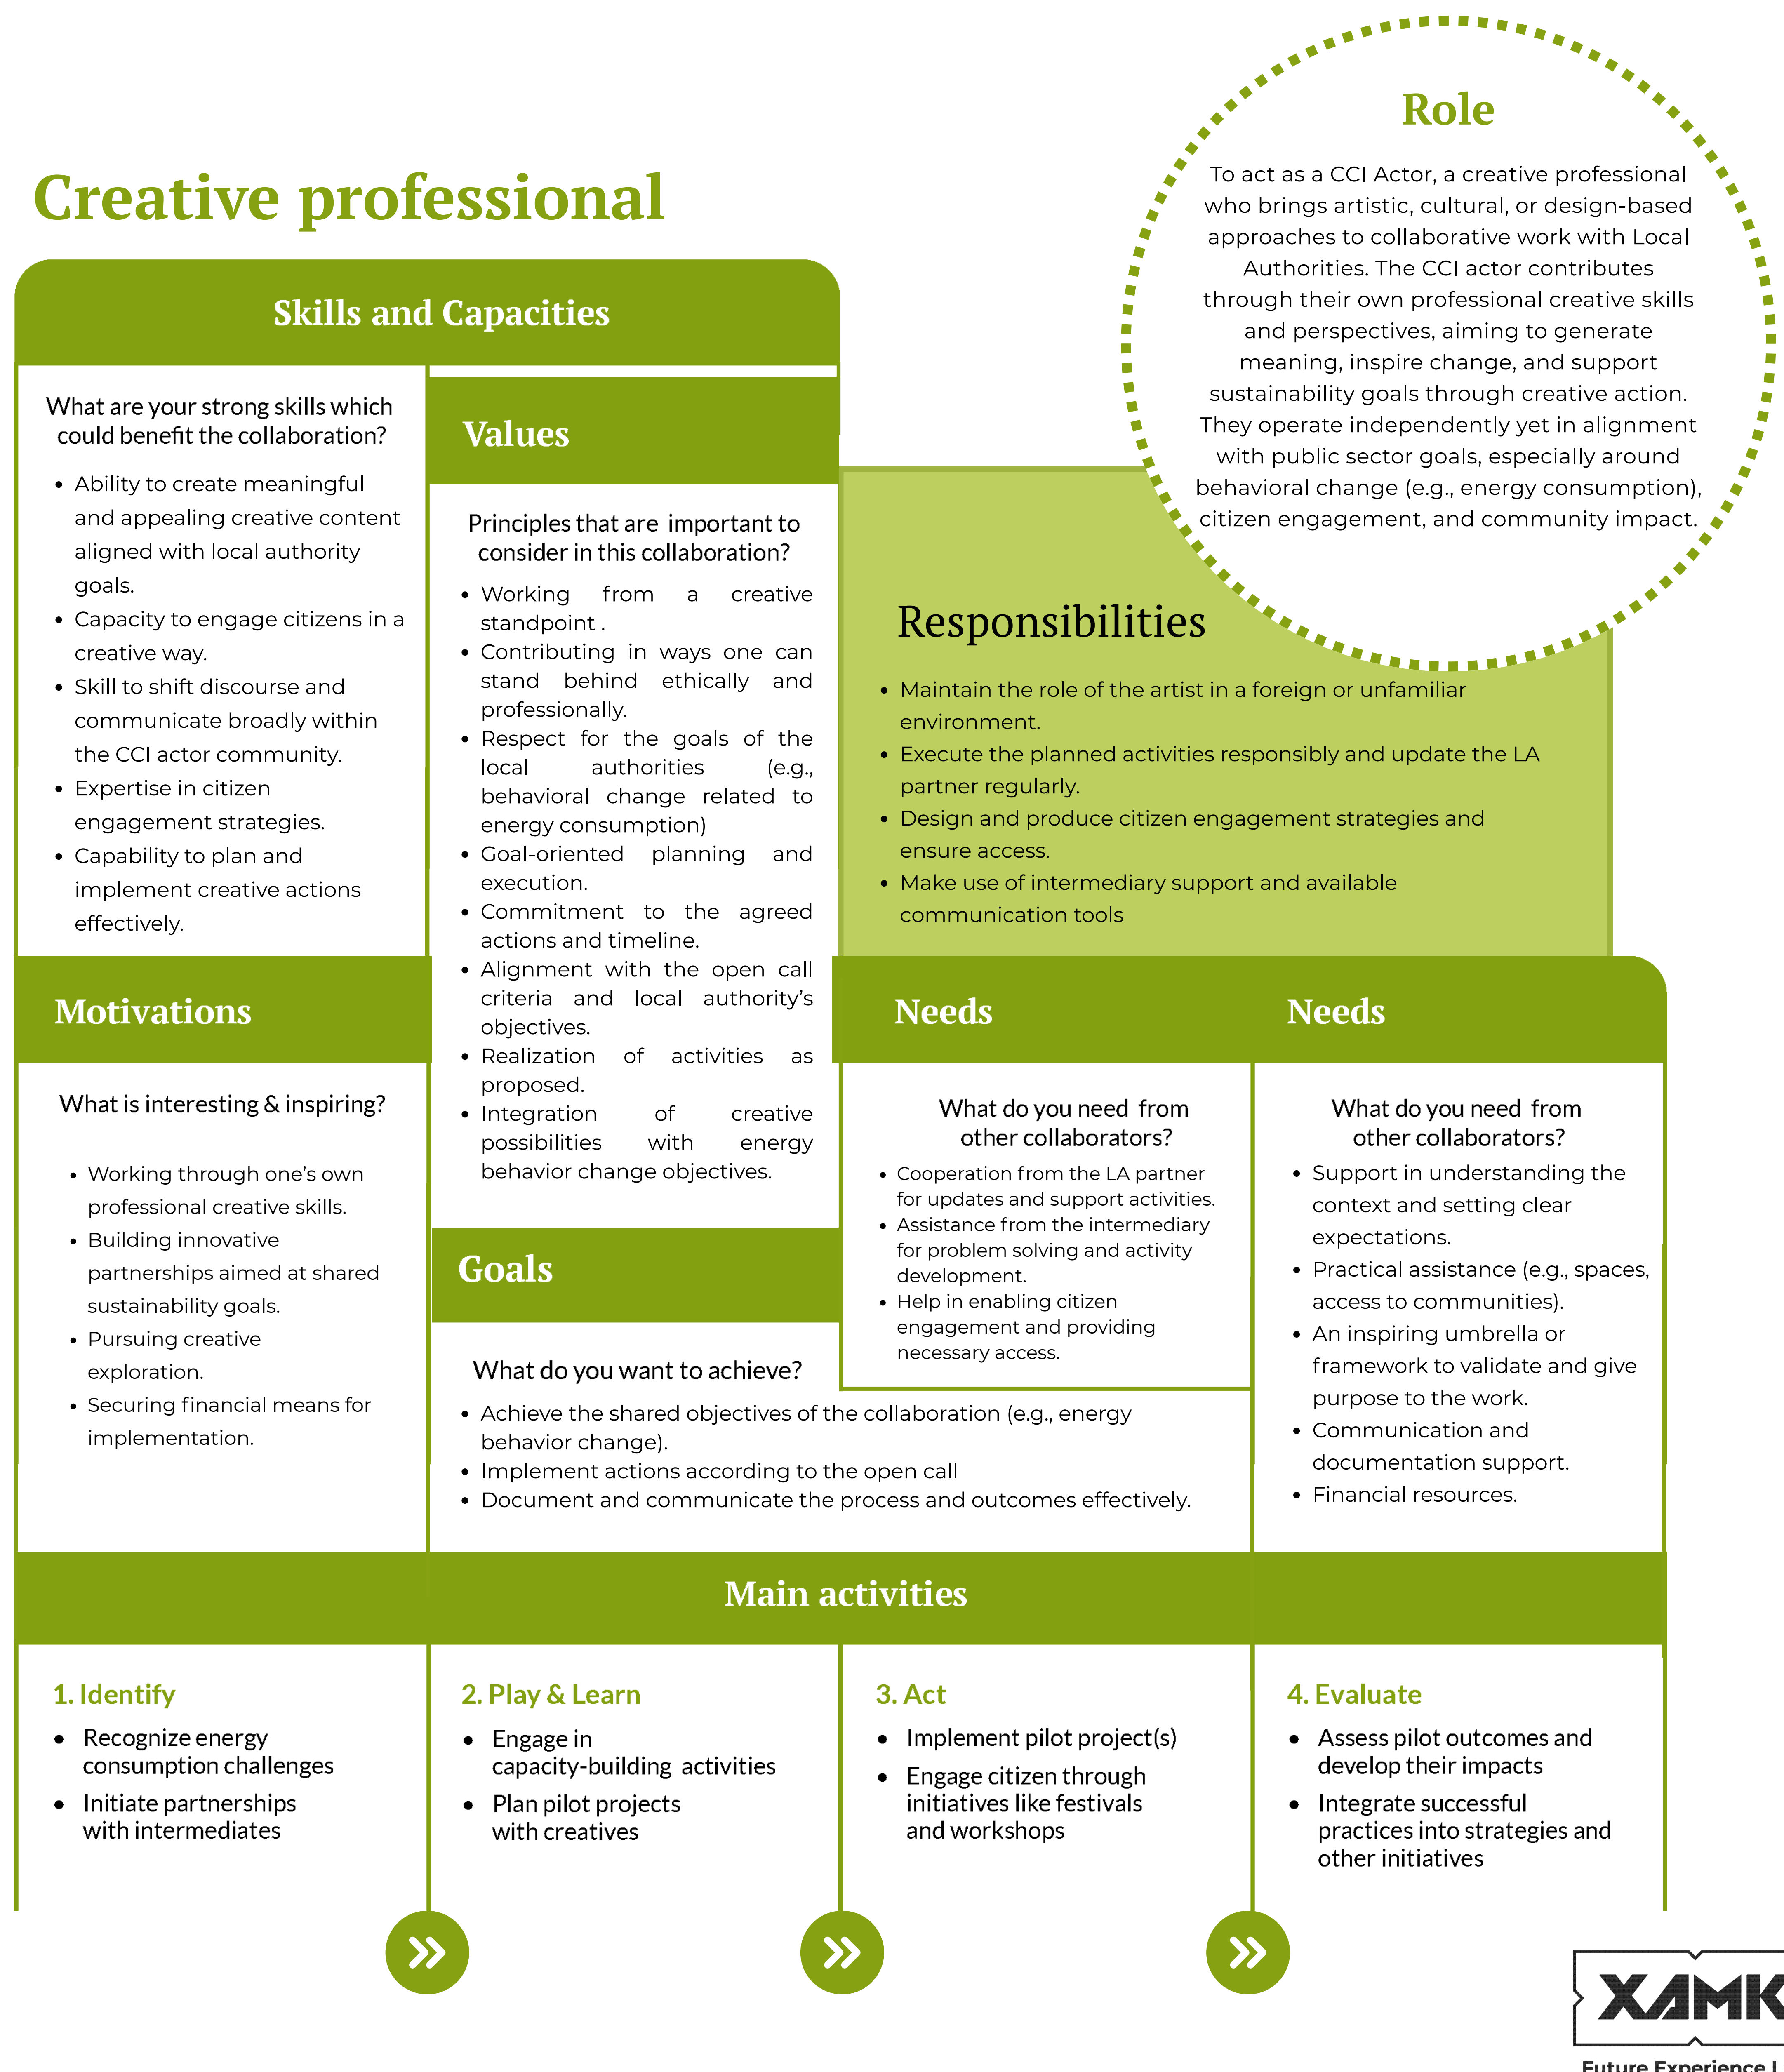 Role
To act as a CCI Actor, a creative professional
who brings artistic, cultural, or design-based
approaches to collaborative work with Local
Authorities. The CCI actor contributes
through their own professional creative skills
and perspectives, aiming to generate
meaning, inspire change, and support
sustainability goals through creative action.
They operate independently yet in alignment
with public sector goals, especially around
behavioral change (e.g., energy consumption),
citizen engagement, and community impact.
Creative professional
Skills and Capacities
What are your strong skills which
could benefit the collaboration?
• Ability to create meaningful
and appealing creative content
aligned with local authority
goals.
• Capacity to engage citizens in a
creative way.
• Skill to shift discourse and
communicate broadly within
the CCI actor community.
• Expertise in citizen
engagement strategies.
• Capability to plan and
implement creative actions
effectively.
Values
Principles that are important to
consider in this collaboration?
• Working from a creative
standpoint .
• Contributing in ways one can
stand behind ethically and
professionally.
• Respect for the goals of the
local authorities (e.g.,
behavioral change related to
energy consumption)
• Goal-oriented planning and
execution.
• Commitment to the agreed
actions and timeline.
• Alignment with the open call
criteria and local authority's
objectives.
• Realization of activities as
proposed.
• Integration of creative
possibilities with energy
behavior change objectives.
Responsibilities
• Maintain the role of the artist in a foreign or unfamiliar
environment.
• Execute the planned activities responsibly and update the LA
partner regularly.
• Design and produce citizen engagement strategies and
ensure access.
• Make use of intermediary support and available
communication tools
Motivations
What is interesting & inspiring?
• Working through one's own
professional creative skills.
• Building innovative
partnerships aimed at shared
sustainability goals.
• Pursuing creative
exploration.
• Securing financial means for
implementation.
Goals
What do you want to achieve?
• Achieve the shared objectives of the collaboration (e.g., energy
behavior change).
• Implement actions according to the open call
• Document and communicate the process and outcomes effectively.
Needs
What do you need from
other collaborators?
• Cooperation from the LA partner
for updates and support activities.
• Assistance from the intermediary
for problem solving and activity
development.
• Help in enabling citizen
engagement and providing
necessary access.
Needs
What do you need from
other collaborators?
• Support in understanding the
context and setting clear
expectations.
• Practical assistance (e.g., spaces,
access to communities).
• An inspiring umbrella or
framework to validate and give
purpose to the work.
• Communication and
documentation support.
• Financial resources.
Main activities
1. Identify
• Recognize energy
consumption challenges
• Initiate partnerships
with intermediates
2. Play & Learn
• Engage in
capacity-building activities
• Plan pilot projects
with creatives
3. Act
• Implement pilot project(s)
• Engage citizen through
initiatives like festivals
and workshops
4. Evaluate
• Assess pilot outcomes and
develop their impacts
• Integrate successful
practices into strategies and
other initiatives
XAMK
Future Experience